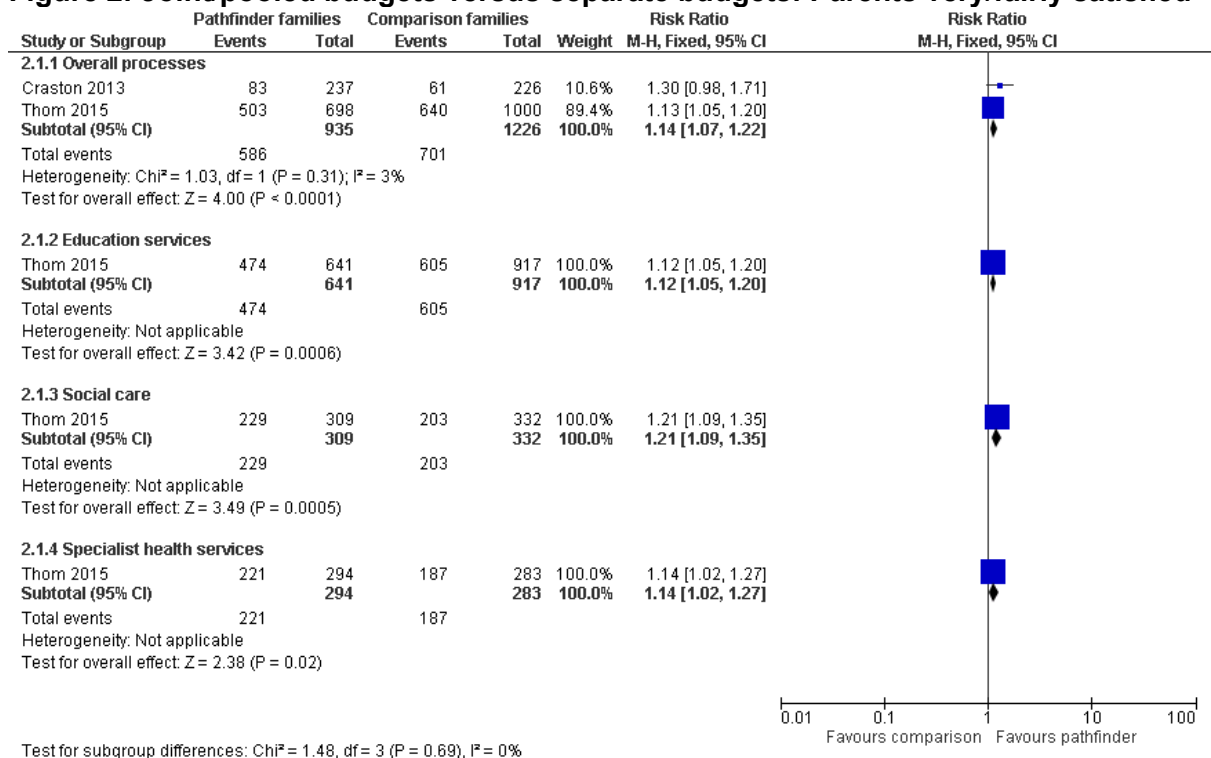 Pathfinder families Comparison families Risk Ratio Risk Ratio
Study or Subgroup Events Total Events Total Weight M-H, Fixed, 95% CI M-H, Fixed, 95% CI
2.1.1 Overall processes
Craston 2013 83 237 61 226 10.6% 1.30 [0.98, 1.71]
Thom 2015 503 698 640 1000 89.4% 1.13 [1.05, 1.20]
Subtotal (95% CI) 935 1226 100.0% 1.14 [1.07, 1.22]
Total events 586 701
Heterogeneity: Chi² = 1.03, df = 1 (P = 0.31); I² = 3%
Test for overall effect: Z = 4.00 (P < 0.0001)
2.1.2 Education services
Thom 2015 474 641 605 917 100.0% 1.12 [1.05, 1.20]
Subtotal (95% CI) 641 917 100.0% 1.12 [1.05, 1.20]
Total events 474 605
Heterogeneity: Not applicable
Test for overall effect: Z = 3.42 (P = 0.0006)
2.1.3 Social care
Thom 2015 229 309 203 332 100.0% 1.21 [1.09, 1.35]
Subtotal (95% CI) 309 332 100.0% 1.21 [1.09, 1.35]
Total events 229 203
Heterogeneity: Not applicable
Test for overall effect: Z = 3.49 (P = 0.0005)
2.1.4 Specialist health services
Thom 2015 221 294 187 283 100.0% 1.14 [1.02, 1.27]
Subtotal (95% CI) 294 283 100.0% 1.14 [1.02, 1.27]
Total events 221 187
Heterogeneity: Not applicable
Test for overall effect: Z = 2.38 (P = 0.02)
0.01 0.1 1 10 100
Favours comparison Favours pathfinder
Test for subgroup differences: Chi² = 1.48, df = 3 (P = 0.69), I² = 0%